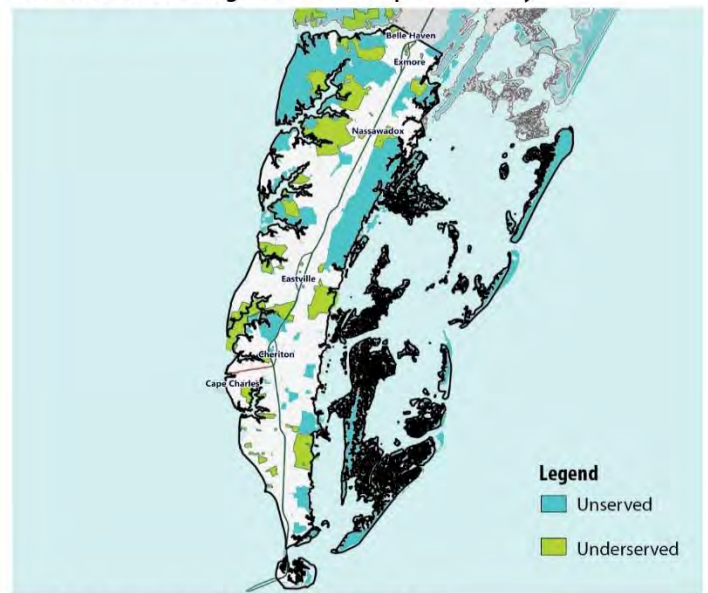 Belle Haven
Exmore
Nassawadox
Eastville
Cheriton
Cape Charles
Legend
Unserved
Underserved